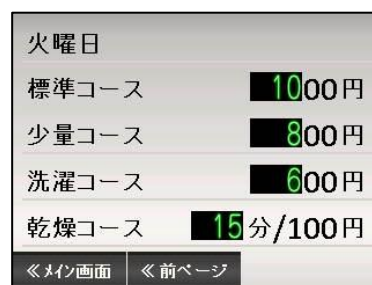 火曜日
標準コース 1000円
少量コース 800円
洗濯コース 600円
乾燥コース 15分/100円
≪メイン画面 ≪前ページ